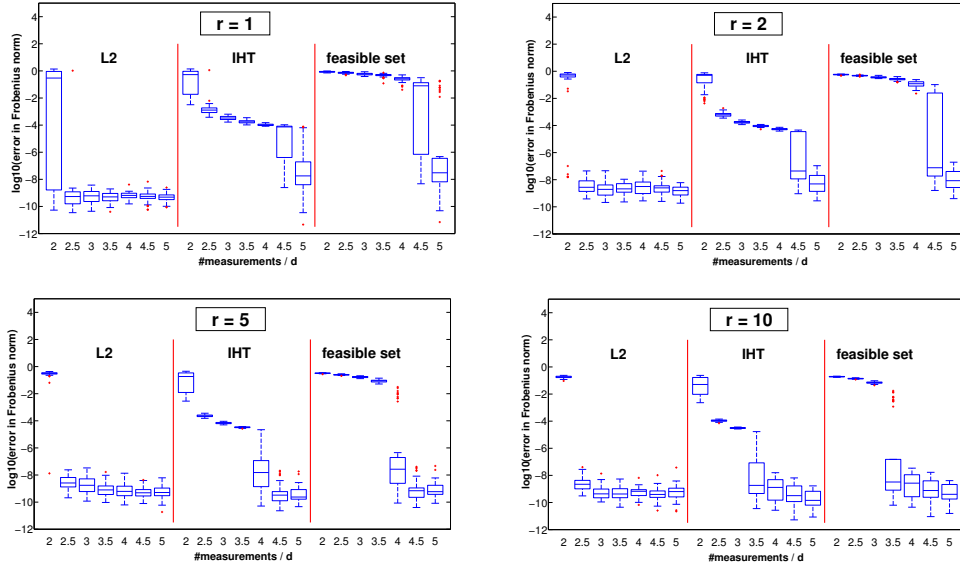 r = 1
L2
IHT
feasible set
log10(error in Frobenius norm)
4
2
0
−2
−4
−6
−8
−10
−12
2 2.5 3 3.5 4 4.5 5 2 2.5 3 3.5 4 4.5 5 2 2.5 3 3.5 4 4.5 5
#measurements / d
r = 2
L2
IHT
feasible set
log10(error in Frobenius norm)
4
2
0
−2
−4
−6
−8
−10
−12
2 2.5 3 3.5 4 4.5 5 2 2.5 3 3.5 4 4.5 5 2 2.5 3 3.5 4 4.5 5
#measurements / d
r = 5
L2
IHT
feasible set
log10(error in Frobenius norm)
4
2
0
−2
−4
−6
−8
−10
−12
2 2.5 3 3.5 4 4.5 5 2 2.5 3 3.5 4 4.5 5 2 2.5 3 3.5 4 4.5 5
#measurements / d
r = 10
L2
IHT
feasible set
log10(error in Frobenius norm)
4
2
0
−2
−4
−6
−8
−10
−12
2 2.5 3 3.5 4 4.5 5 2 2.5 3 3.5 4 4.5 5 2 2.5 3 3.5 4 4.5 5
#measurements / d